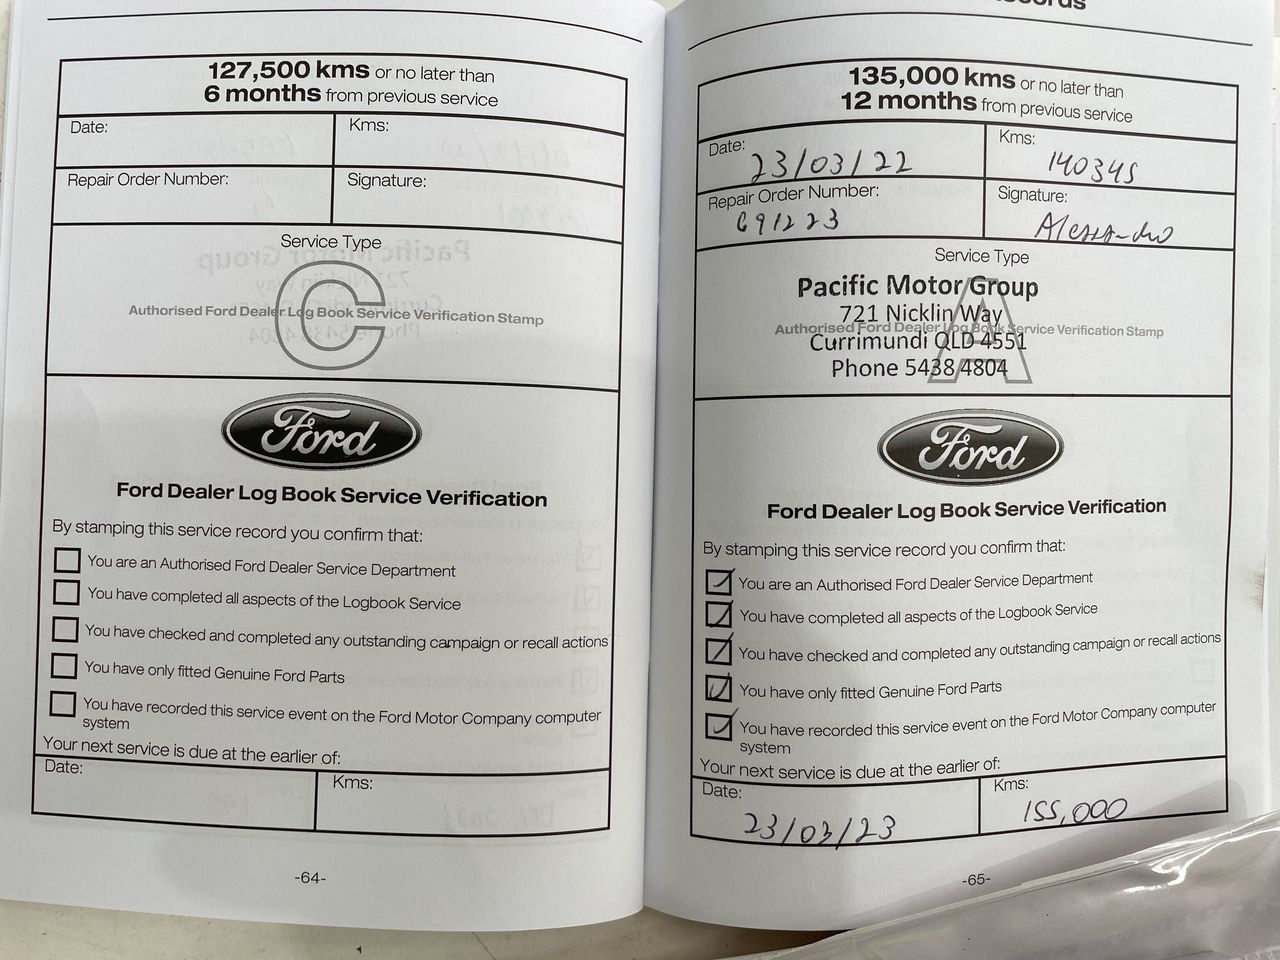 127,500 kms or no later than
6 months from previous service
Date:
Kms:
Repair Order Number:
Signature:
Service Type
C
Authorised Ford Dealer Log Book Service Verification Stamp
Ford
Ford Dealer Log Book Service Verification
By stamping this service record you confirm that:
You are an Authorised Ford Dealer Service Department
You have completed all aspects of the Logbook Service
You have checked and completed any outstanding campaign or recall actions
You have only fitted Genuine Ford Parts
You have recorded this service event on the Ford Motor Company computer
system
Your next service is due at the earlier of:
Date:
Kms:
-64-
135,000 kms or no later than
12 months from previous service
Date: 23/03/22
Kms: 140345
Repair Order Number: 691223
Signature: Alessandro
Service Type
A
Pacific Motor Group
721 Nicklin Way
Authorised Ford Dealer Log Book Service Verification Stamp
Currimundi QLD 4551
Phone 5438 4804
Ford
Ford Dealer Log Book Service Verification
By stamping this service record you confirm that:
You are an Authorised Ford Dealer Service Department
You have completed all aspects of the Logbook Service
You have checked and completed any outstanding campaign or recall actions
You have only fitted Genuine Ford Parts
You have recorded this service event on the Ford Motor Company computer
system
Your next service is due at the earlier of:
Date: 23/03/23
Kms: 155,000
-65-